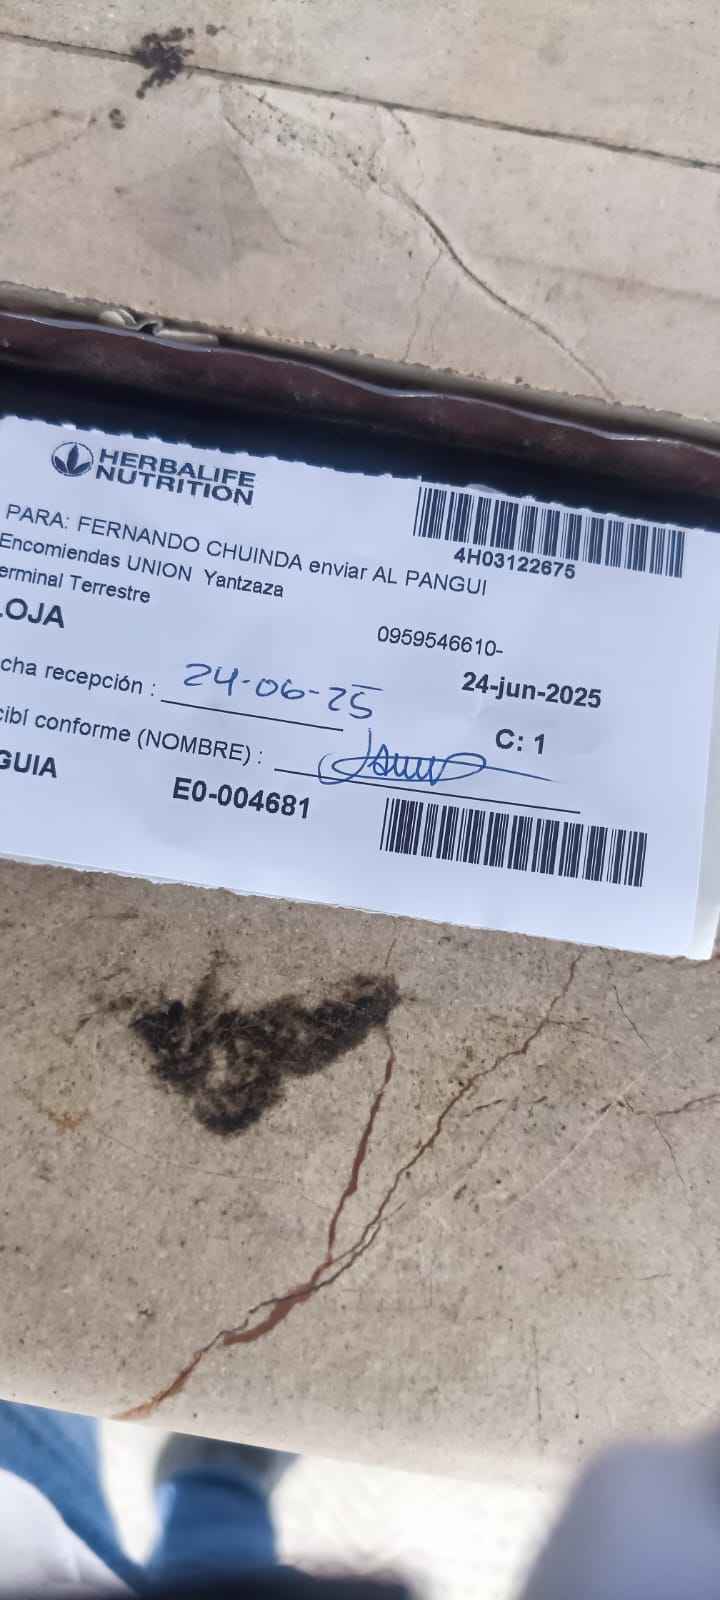 HERBALIFE
NUTRITION
4H03122675
PARA: FERNANDO CHUINDA enviar AL PANGUI
Encomiendas UNION Yantzaza
erminal Terrestre
LOJA
0959546610-
cha recepción : 24-06-25
24-jun-2025
C: 1
cibí conforme (NOMBRE) :
GUIA
E0-004681